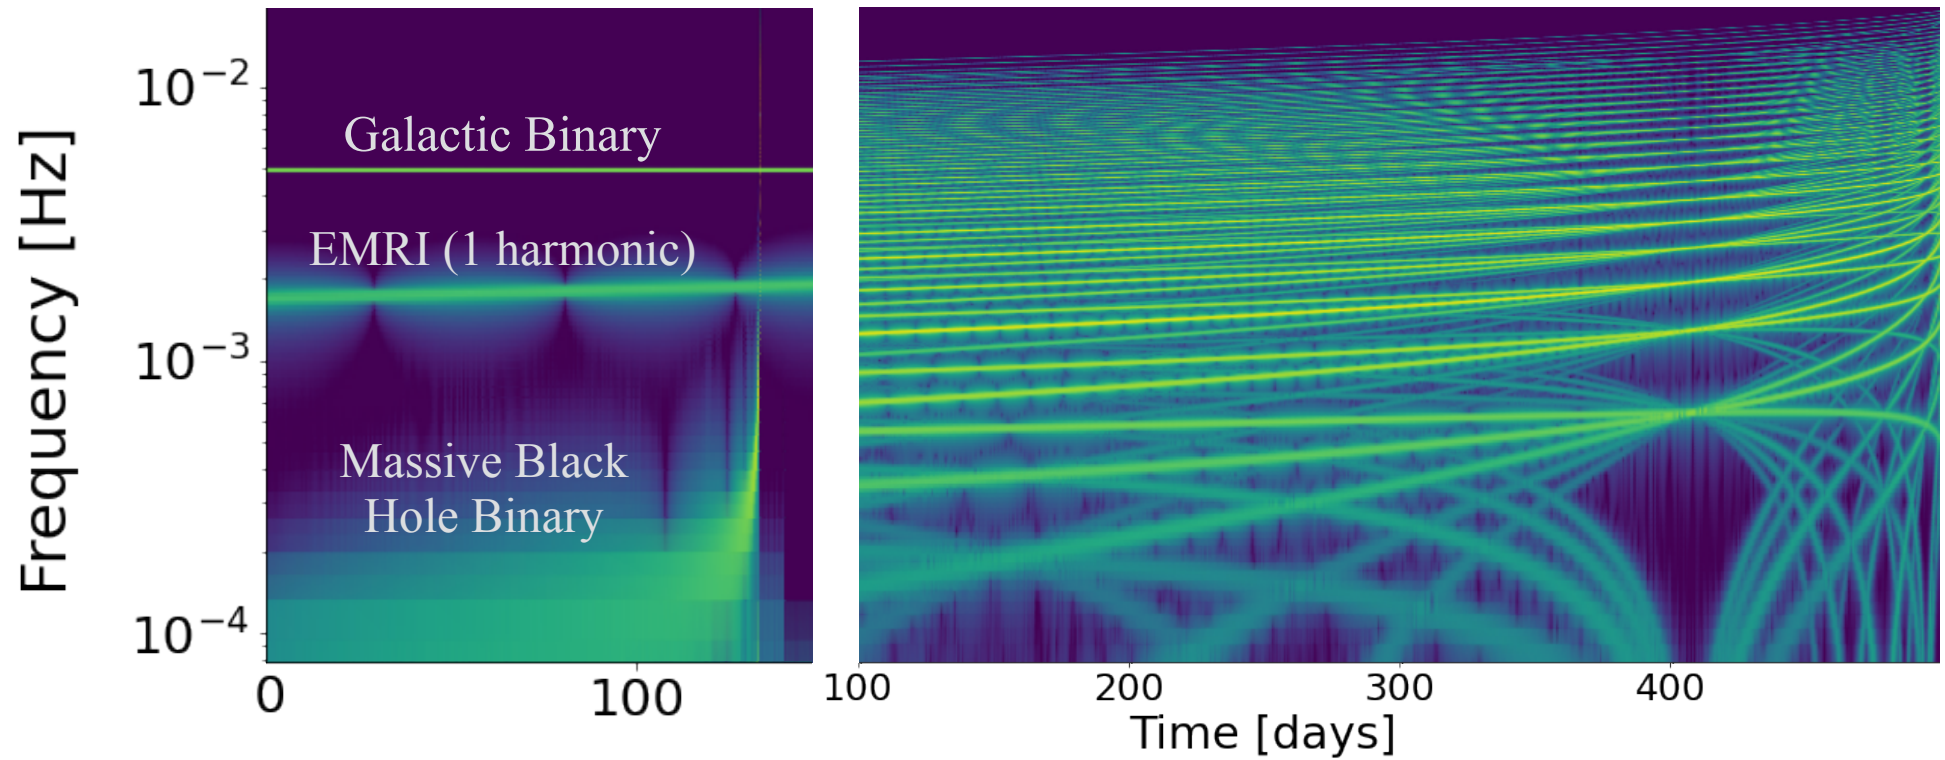 Frequency [Hz]
10⁻²
10⁻³
10⁻⁴
Galactic Binary
EMRI (1 harmonic)
Massive Black
Hole Binary
0
100
100
200
300
400
Time [days]